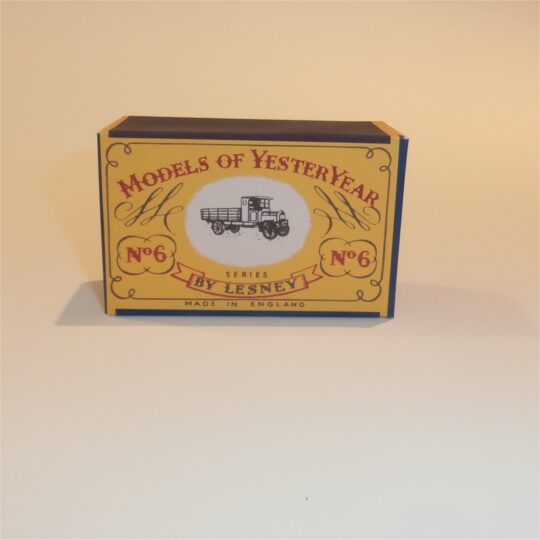 MODELS OF YESTERYEAR
Nº6
Nº6
SERIES
BY LESNEY
MADE IN ENGLAND